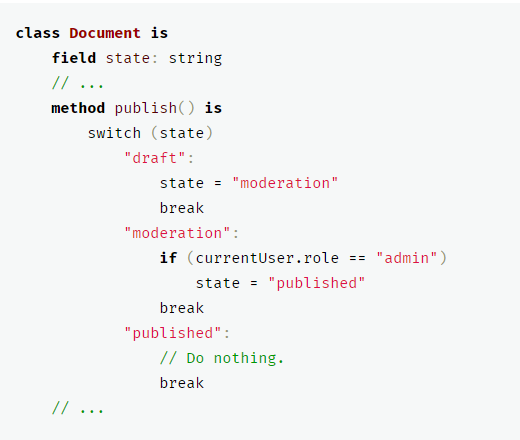 class Document is
    field state: string
    // ...
    method publish() is
        switch (state)
            "draft":
                state = "moderation"
                break
            "moderation":
                if (currentUser.role == "admin")
                    state = "published"
                break
            "published":
                // Do nothing.
                break
    // ...